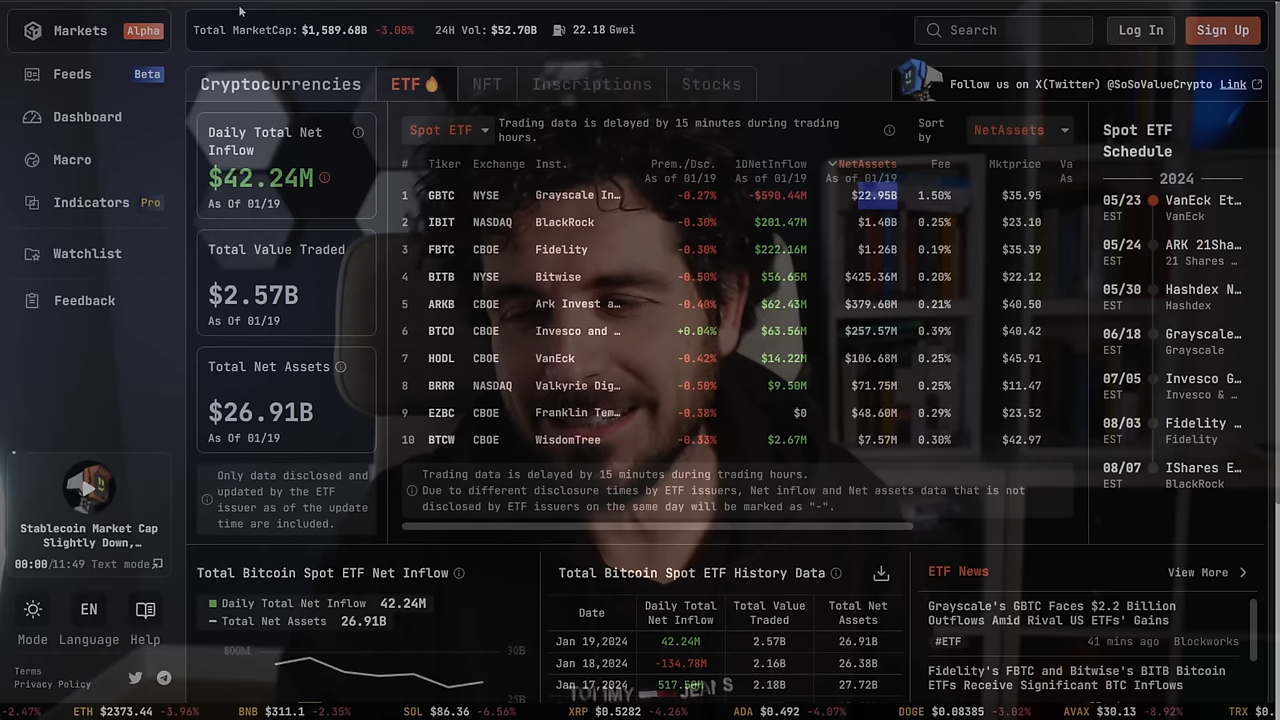 Markets Alpha
Feeds Beta
Dashboard
Macro
Indicators Pro
Watchlist
Feedback
Stablecoin Market Cap
Slightly Down,…
00:00/11:49 Text mode
EN
Mode Language Help
Terms
Privacy Policy
Total MarketCap: $1,589.68B -3.08% 24H Vol: $52.70B 22.18 Gwei
Search
Log In
Sign Up
Cryptocurrencies ETF NFT Inscriptions Stocks
Follow us on X(Twitter) @SoSoValueCrypto Link
Daily Total Net
Inflow
$42.24M
As Of 01/19
Total Value Traded
$2.57B
As Of 01/19
Total Net Assets
$26.91B
As Of 01/19
Only data disclosed and
updated by the ETF
issuer as of the update
time are included.
Spot ETF
Trading data is delayed by 15 minutes during trading
hours.
Sort
by
NetAssets
# Tiker Exchange Inst. Prem./Dsc. 1DNetInflow NetAssets Fee Mktprice Va
As of 01/19 As of 01/19 As of 01/19 As
1 GBTC NYSE Grayscale In… -0.27% -$590.44M $22.95B 1.50% $35.95
2 IBIT NASDAQ BlackRock -0.30% $201.47M $1.40B 0.25% $23.10
3 FBTC CBOE Fidelity -0.30% $222.16M $1.26B 0.19% $35.39
4 BITB NYSE Bitwise -0.50% $56.65M $425.36M 0.20% $22.12
5 ARKB CBOE Ark Invest a… -0.40% $62.43M $379.60M 0.21% $40.50
6 BTCO CBOE Invesco and … +0.04% $63.56M $257.57M 0.39% $40.42
7 HODL CBOE VanEck -0.42% $14.22M $106.68M 0.25% $45.91
8 BRRR NASDAQ Valkyrie Dig… -0.50% $9.50M $71.75M 0.25% $11.47
9 EZBC CBOE Franklin Tem… -0.38% $0 $48.60M 0.29% $23.52
10 BTCW CBOE WisdomTree -0.33% $2.67M $7.57M 0.30% $42.97
Trading data is delayed by 15 minutes during trading hours.
Due to different disclosure times by ETF issuers, Net inflow and Net assets data that is not
disclosed by ETF issuers on the same day will be marked as "-".
Spot ETF
Schedule
2024
05/23 VanEck Et…
EST VanEck
05/24 ARK 21Sha…
EST 21 Shares …
05/30 Hashdex N…
EST Hashdex
06/18 Grayscale…
EST Grayscale
07/05 Invesco G…
EST Invesco & …
08/03 Fidelity …
EST Fidelity
08/07 IShares E…
EST BlackRock
Total Bitcoin Spot ETF Net Inflow
Daily Total Net Inflow 42.24M
Total Net Assets 26.91B
$00M 30B
25B
Total Bitcoin Spot ETF History Data
Date Daily Total Net Inflow Total Value Traded Total Net Assets
Jan 19,2024 42.24M 2.57B 26.91B
Jan 18,2024 -134.78M 2.16B 26.38B
Jan 17,2024 517.50M 2.18B 27.72B
TOMMY JEANS
ETF News
View More
Grayscale's GBTC Faces $2.2 Billion
Outflows Amid Rival US ETFs' Gains
#ETF 41 mins ago Blockworks
Fidelity's FBTC and Bitwise's BITB Bitcoin
ETFs Receive Significant BTC Inflows
-2.47% ETH $2373.44 -3.96% BNB $311.1 -2.35% SOL $86.36 -6.56% XRP $0.5282 -4.26% ADA $0.492 -4.07% DOGE $0.08385 -3.02% AVAX $30.13 -8.92% TRX $0.